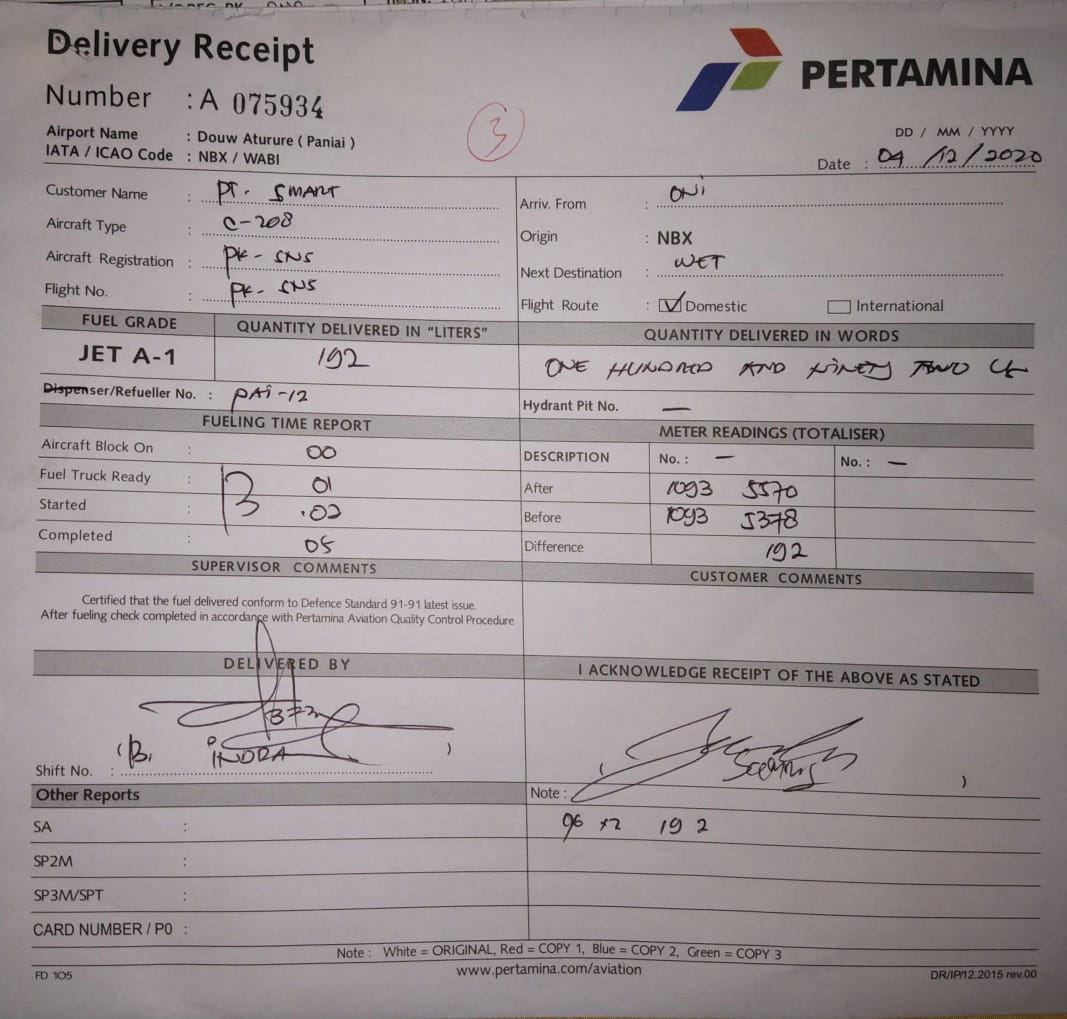 Delivery Receipt
PERTAMINA
Number : A 075934
3
Airport Name : Douw Aturure ( Paniai )
IATA / ICAO Code : NBX / WABI
DD / MM / YYYY
Date : 04 /12/2020
Customer Name : PT. SMART
Arriv. From : ONI
Aircraft Type : C-208
Origin : NBX
Aircraft Registration : PK - SNS
Next Destination : WET
Flight No. : PK - SNS
Flight Route : Domestic International
FUEL GRADE QUANTITY DELIVERED IN "LITERS" QUANTITY DELIVERED IN WORDS
JET A-1 192 ONE HUNDRED AND NINETY TWO
Dispenser/Refueller No. : PAI-12
Hydrant Pit No. —
FUELING TIME REPORT
METER READINGS (TOTALISER)
Aircraft Block On : 00
DESCRIPTION No. : — No. : —
Fuel Truck Ready : 01
After 1093 5570
Started : .02
Before 1093 5378
Completed : 05
Difference 192
SUPERVISOR COMMENTS
CUSTOMER COMMENTS
Certified that the fuel delivered conform to Defence Standard 91-91 latest issue.
After fueling check completed in accordance with Pertamina Aviation Quality Control Procedure
DELIVERED BY
I ACKNOWLEDGE RECEIPT OF THE ABOVE AS STATED
Shift No. : (B. INDRA )
Other Reports
Note : ( )
SA :
96 x2 192
SP2M :
SP3M/SPT :
CARD NUMBER / P0 :
Note : White = ORIGINAL, Red = COPY 1, Blue = COPY 2, Green = COPY 3
FD 105
www.pertamina.com/aviation
DR/IP/12.2015 rev.00